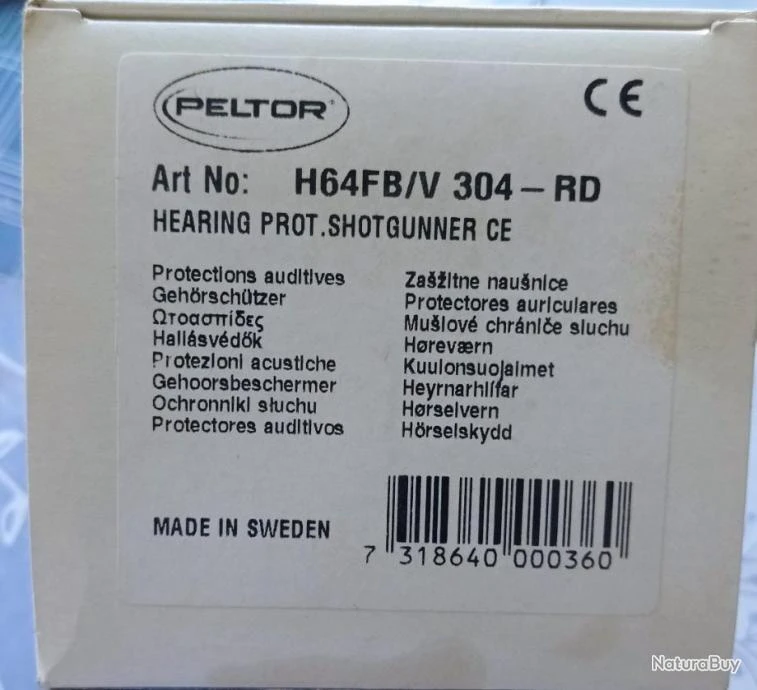 PELTOR
CE
Art No: H64FB/V 304 – RD
HEARING PROT.SHOTGUNNER CE
Protections auditives
Gehörschützer
Ωτοασπίδες
Hallásvédők
Protezioni acustiche
Gehoorsbeschermer
Ochronniki słuchu
Protectores auditivos
Zašžitne naušnice
Protectores auriculares
Mušlové chrániče sluchu
Høreværn
Kuulonsuojaimet
Heyrnarhlífar
Hørselvern
Hörselskydd
MADE IN SWEDEN
7 318640 000360
NaturaBuy